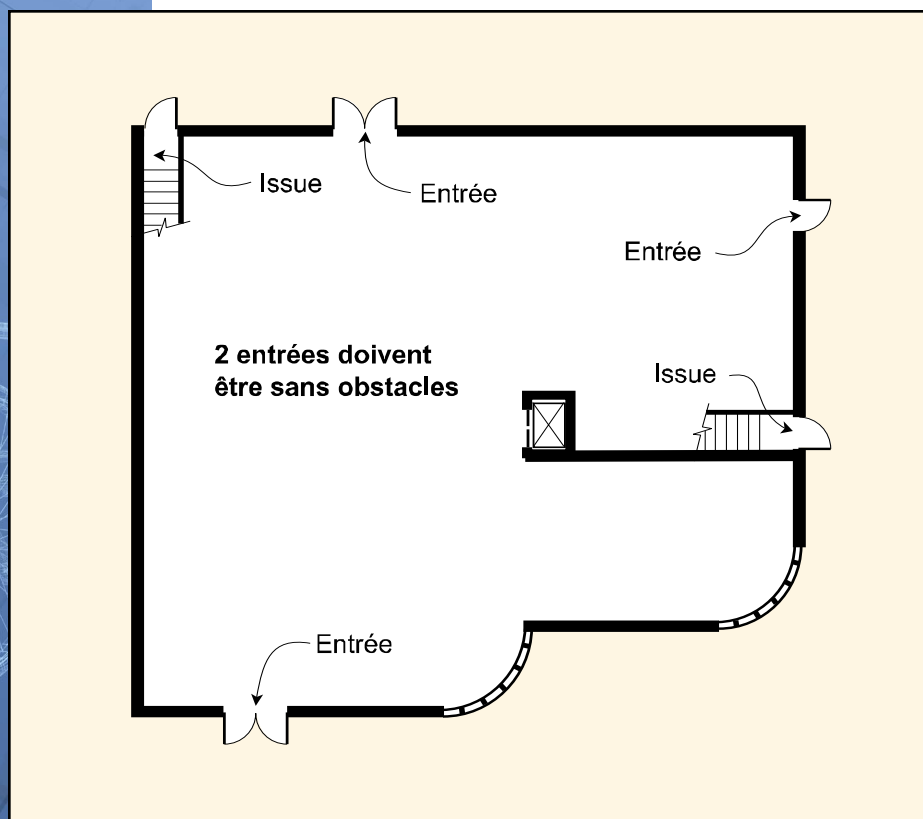 Issue
Entrée
Entrée
2 entrées doivent
être sans obstacles
Issue
Entrée